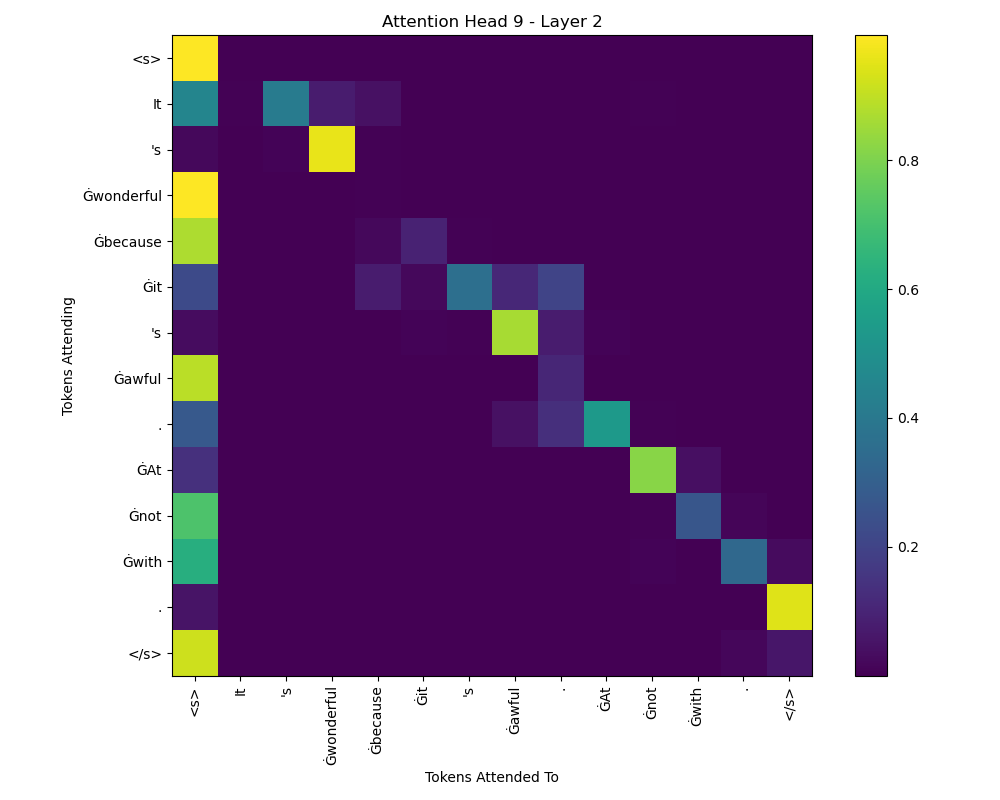 Attention Head 9 - Layer 2
<s>
It
's
Ġwonderful
Ġbecause
Ġit
's
Ġawful
.
ĠAt
Ġnot
Ġwith
.
</s>
Tokens Attending
<s>
It
's
Ġwonderful
Ġbecause
Ġit
's
Ġawful
.
ĠAt
Ġnot
Ġwith
.
</s>
Tokens Attended To
0.8
0.6
0.4
0.2